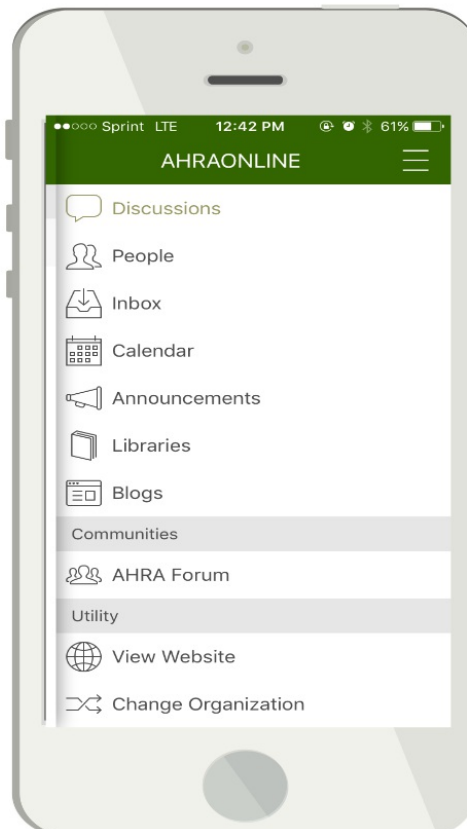 Sprint LTE 12:42 PM 61%
AHRAONLINE
Discussions
People
Inbox
Calendar
Announcements
Libraries
Blogs
Communities
AHRA Forum
Utility
View Website
Change Organization